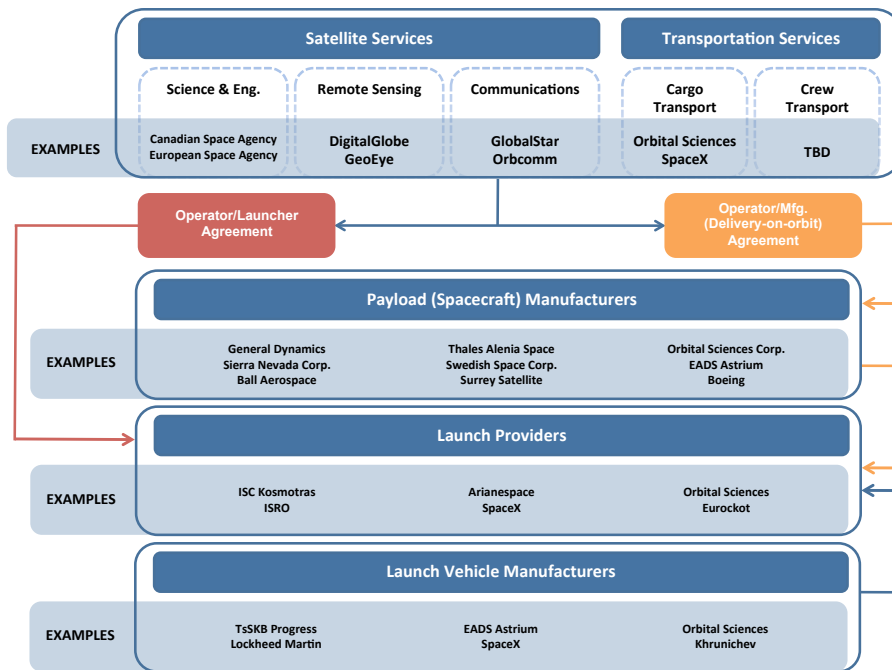 Satellite Services
Transportation Services
Science & Eng.
Remote Sensing
Communications
Cargo
Transport
Crew
Transport
EXAMPLES
Canadian Space Agency
European Space Agency
DigitalGlobe
GeoEye
GlobalStar
Orbcomm
Orbital Sciences
SpaceX
TBD
Operator/Launcher
Agreement
Operator/Mfg.
(Delivery-on-orbit)
Agreement
Payload (Spacecraft) Manufacturers
EXAMPLES
General Dynamics
Sierra Nevada Corp.
Ball Aerospace
Thales Alenia Space
Swedish Space Corp.
Surrey Satellite
Orbital Sciences Corp.
EADS Astrium
Boeing
Launch Providers
EXAMPLES
ISC Kosmotras
ISRO
Arianespace
SpaceX
Orbital Sciences
Eurockot
Launch Vehicle Manufacturers
EXAMPLES
TsSKB Progress
Lockheed Martin
EADS Astrium
SpaceX
Orbital Sciences
Khrunichev